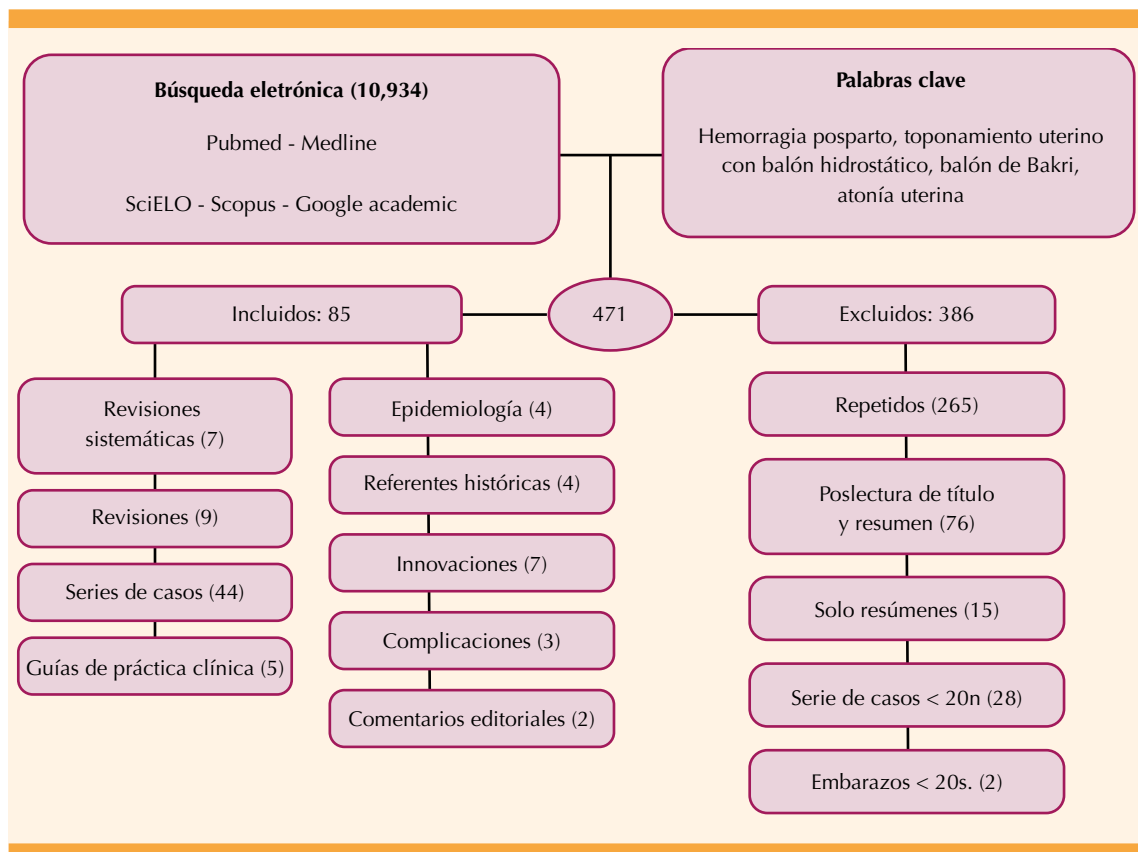 Búsqueda eletrónica (10,934)
Pubmed - Medline
SciELO - Scopus - Google academic
Palabras clave
Hemorragia posparto, toponamiento uterino
con balón hidrostático, balón de Bakri,
atonía uterina
Incluidos: 85
471
Excluidos: 386
Revisiones
sistemáticas (7)
Revisiones (9)
Series de casos (44)
Guías de práctica clínica (5)
Epidemiología (4)
Referentes históricas (4)
Innovaciones (7)
Complicaciones (3)
Comentarios editoriales (2)
Repetidos (265)
Poslectura de título
y resumen (76)
Solo resúmenes (15)
Serie de casos < 20n (28)
Embarazos < 20s. (2)